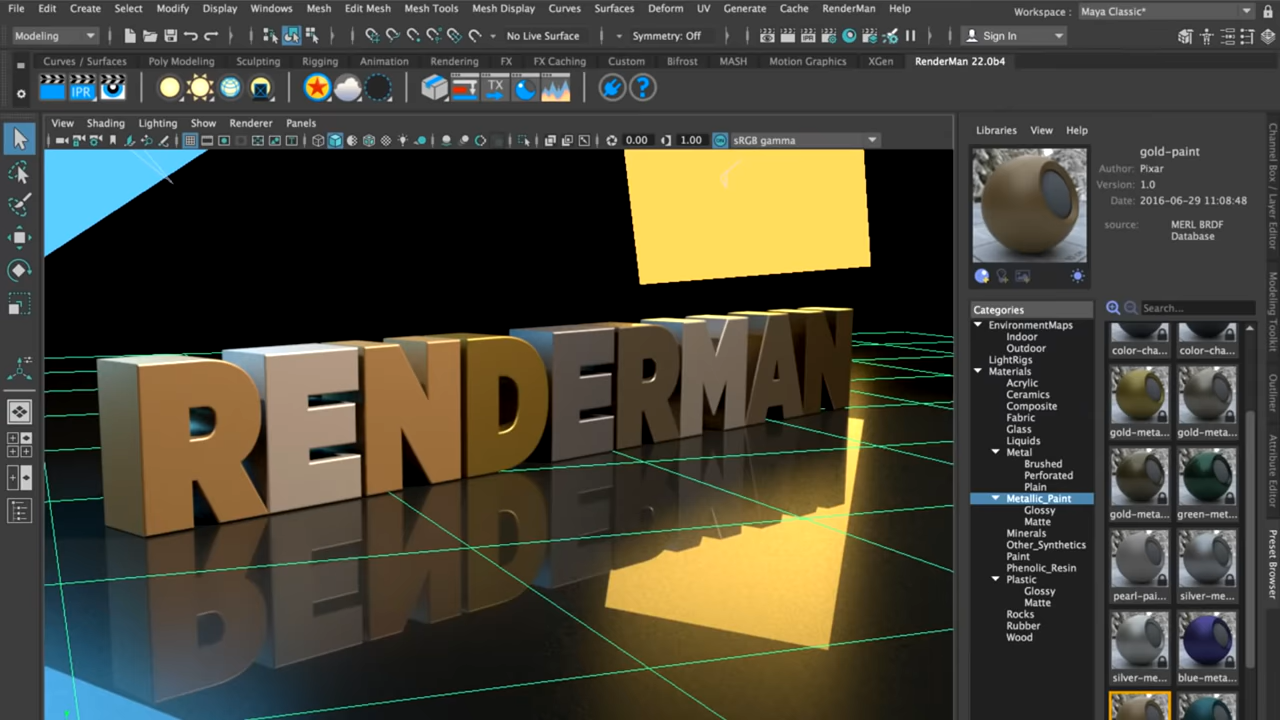 File Edit Create Select Modify Display Windows Mesh Edit Mesh Mesh Tools Mesh Display Curves Surfaces Deform UV Generate Cache RenderMan Help Workspace : Maya Classic*
Modeling No Live Surface Symmetry: Off Sign In
Curves / Surfaces Poly Modeling Sculpting Rigging Animation Rendering FX FX Caching Custom Bifrost MASH Motion Graphics XGen RenderMan 22.0b4
IPR TX
View Shading Lighting Show Renderer Panels
0.00 1.00 sRGB gamma
RENDERMAN
Libraries View Help
gold-paint
Author: Pixar
Version: 1.0
Date: 2016-06-29 11:08:48
source: MERL BRDF
Database
Categories
EnvironmentMaps
Indoor
Outdoor
LightRigs
Materials
Acrylic
Ceramics
Composite
Fabric
Glass
Liquids
Metal
Brushed
Perforated
Plain
Metallic_Paint
Glossy
Matte
Minerals
Other_Synthetics
Paint
Phenolic_Resin
Plastic
Glossy
Matte
Rocks
Rubber
Wood
Search...
color-cha... color-cha...
gold-meta... gold-meta...
gold-meta... green-met...
pearl-pai... silver-me...
silver-me... blue-meta...
Channel Box / Layer Editor
Modeling Toolkit
Outliner
Attribute Editor
Preset Browser